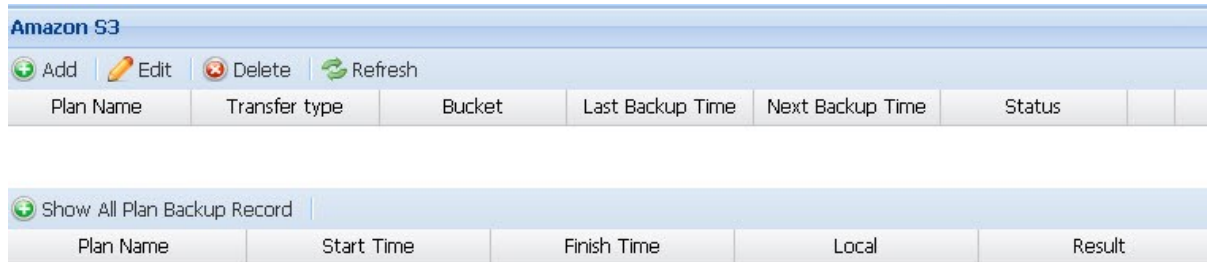 Amazon S3
Add Edit Delete Refresh
Plan Name Transfer type Bucket Last Backup Time Next Backup Time Status
Show All Plan Backup Record
Plan Name Start Time Finish Time Local Result